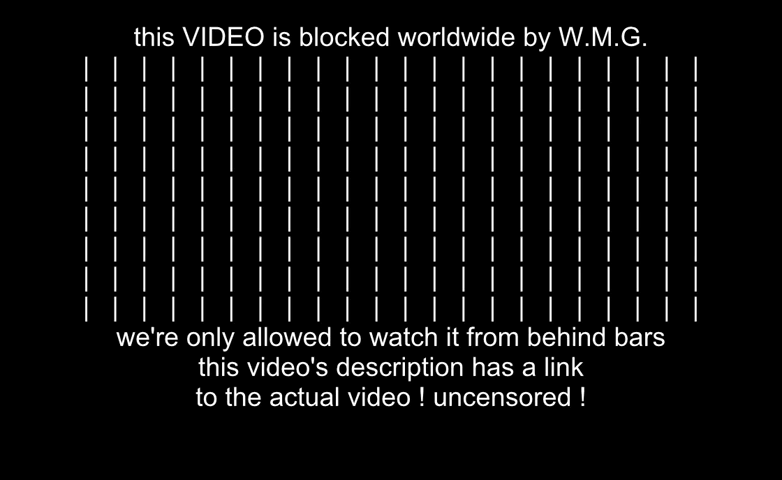 this VIDEO is blocked worldwide by W.M.G.
| | | | | | | | | | | | | | | | | | | | | |
| | | | | | | | | | | | | | | | | | | | | |
| | | | | | | | | | | | | | | | | | | | | |
| | | | | | | | | | | | | | | | | | | | | |
| | | | | | | | | | | | | | | | | | | | | |
| | | | | | | | | | | | | | | | | | | | | |
| | | | | | | | | | | | | | | | | | | | | |
| | | | | | | | | | | | | | | | | | | | | |
| | | | | | | | | | | | | | | | | | | | | |
we're only allowed to watch it from behind bars
this video's description has a link
to the actual video ! uncensored !